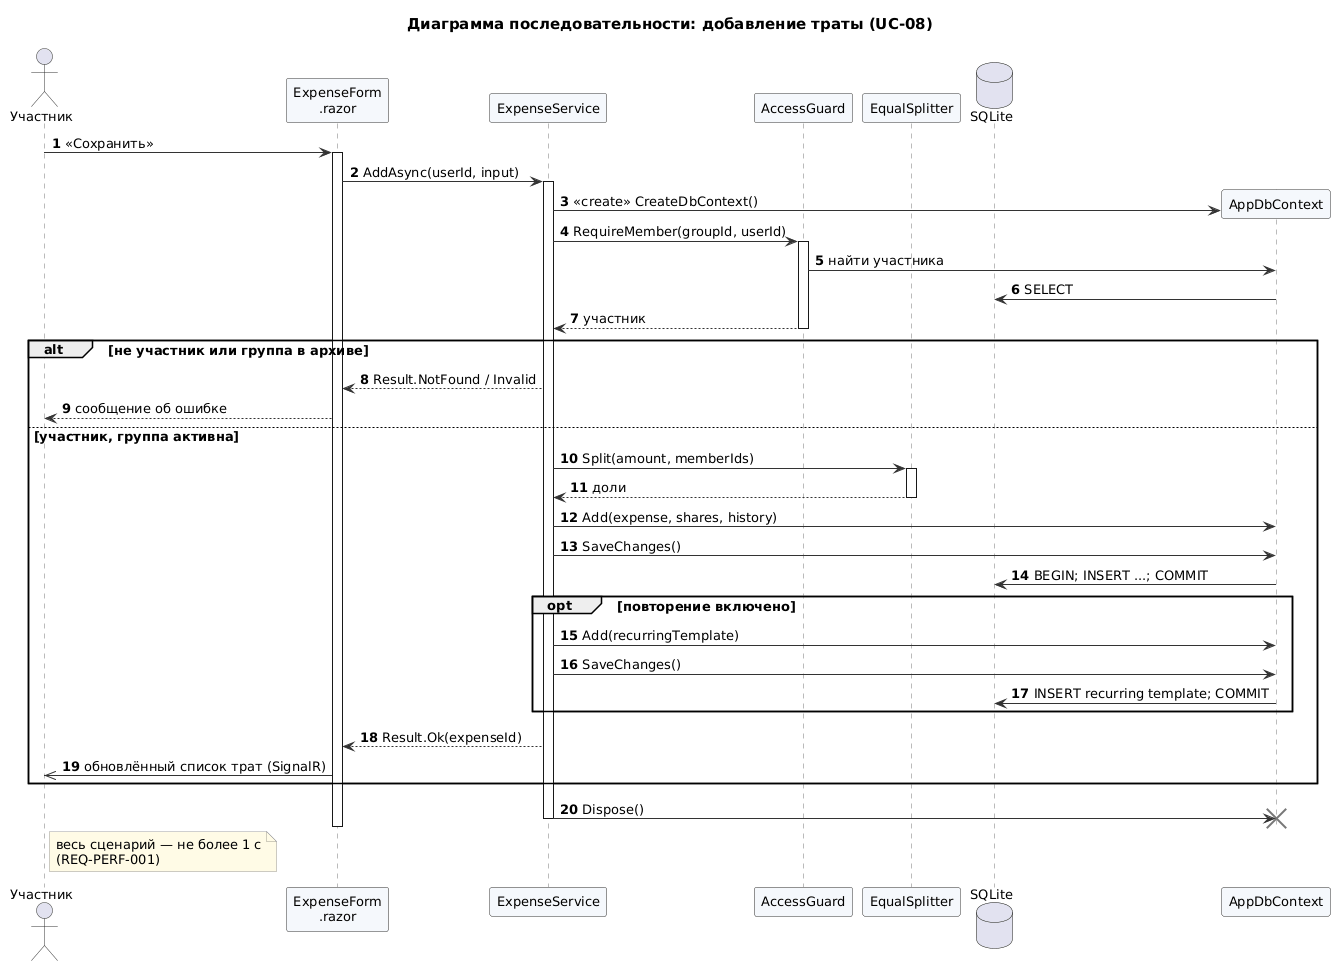 Диаграмма последовательности: добавление траты (UC-08)
Участник
ExpenseForm
.razor
ExpenseService
AccessGuard
EqualSplitter
SQLite
1 «Сохранить»
2 AddAsync(userId, input)
3 «create» CreateDbContext()
AppDbContext
4 RequireMember(groupId, userId)
5 найти участника
6 SELECT
7 участник
alt [не участник или группа в архиве]
8 Result.NotFound / Invalid
9 сообщение об ошибке
[участник, группа активна]
10 Split(amount, memberIds)
11 доли
12 Add(expense, shares, history)
13 SaveChanges()
14 BEGIN; INSERT ...; COMMIT
opt [повторение включено]
15 Add(recurringTemplate)
16 SaveChanges()
17 INSERT recurring template; COMMIT
18 Result.Ok(expenseId)
19 обновлённый список трат (SignalR)
20 Dispose()
весь сценарий — не более 1 с
(REQ-PERF-001)
Участник
ExpenseForm
.razor
ExpenseService
AccessGuard
EqualSplitter
SQLite
AppDbContext